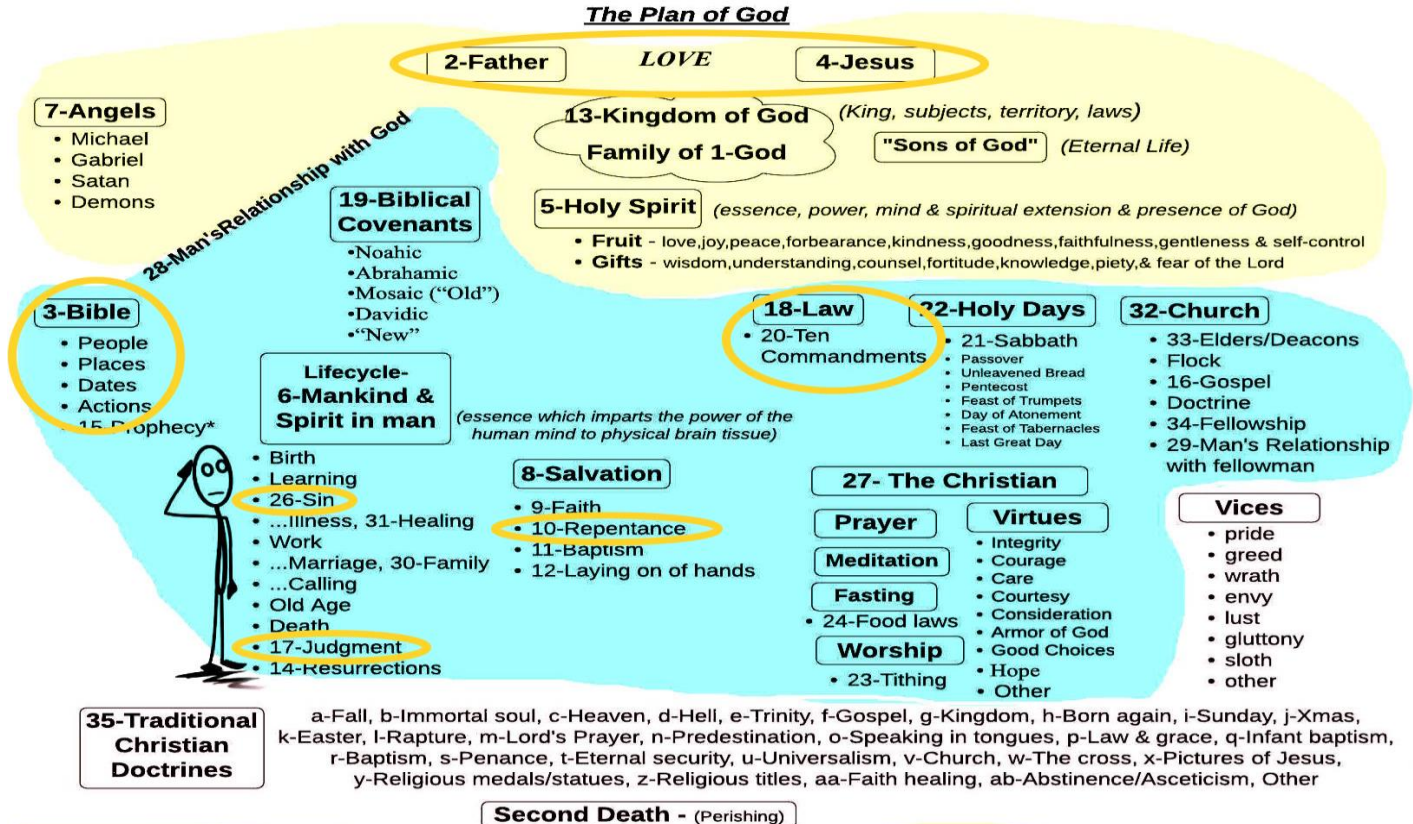 The Plan of God
2-Father
LOVE
4-Jesus
7-Angels
• Michael
• Gabriel
• Satan
• Demons
13-Kingdom of God
Family of 1-God
(King, subjects, territory, laws)
"Sons of God"
(Eternal Life)
28-Man'sRelationship with God
5-Holy Spirit
(essence, power, mind & spiritual extension & presence of God)
• Fruit - love,joy,peace,forbearance,kindness,goodness,faithfulness,gentleness & self-control
• Gifts - wisdom,understanding,counsel,fortitude,knowledge,piety,& fear of the Lord
19-Biblical
Covenants
•Noahic
•Abrahamic
•Mosaic (“Old”)
•Davidic
•“New”
3-Bible
• People
• Places
• Dates
• Actions
• 15-Prophecy*
Lifecycle-
6-Mankind &
Spirit in man
(essence which imparts the power of the
human mind to physical brain tissue)
• Birth
• Learning
• 26-Sin
• ...Illness, 31-Healing
• Work
• ...Marriage, 30-Family
• ...Calling
• Old Age
• Death
• 17-Judgment
• 14-Resurrections
8-Salvation
• 9-Faith
• 10-Repentance
• 11-Baptism
• 12-Laying on of hands
18-Law
• 20-Ten
Commandments
22-Holy Days
• 21-Sabbath
• Passover
• Unleavened Bread
• Pentecost
• Feast of Trumpets
• Day of Atonement
• Feast of Tabernacles
• Last Great Day
32-Church
• 33-Elders/Deacons
• Flock
• 16-Gospel
• Doctrine
• 34-Fellowship
• 29-Man's Relationship
with fellowman
27- The Christian
Prayer
Meditation
Fasting
• 24-Food laws
Worship
• 23-Tithing
Virtues
• Integrity
• Courage
• Care
• Courtesy
• Consideration
• Armor of God
• Good Choices
• Hope
• Other
Vices
• pride
• greed
• wrath
• envy
• lust
• gluttony
• sloth
• other
35-Traditional
Christian
Doctrines
a-Fall, b-Immortal soul, c-Heaven, d-Hell, e-Trinity, f-Gospel, g-Kingdom, h-Born again, i-Sunday, j-Xmas,
k-Easter, l-Rapture, m-Lord's Prayer, n-Predestination, o-Speaking in tongues, p-Law & grace, q-Infant baptism,
r-Baptism, s-Penance, t-Eternal security, u-Universalism, v-Church, w-The cross, x-Pictures of Jesus,
y-Religious medals/statues, z-Religious titles, aa-Faith healing, ab-Abstinence/Asceticism, Other
Second Death - (Perishing)